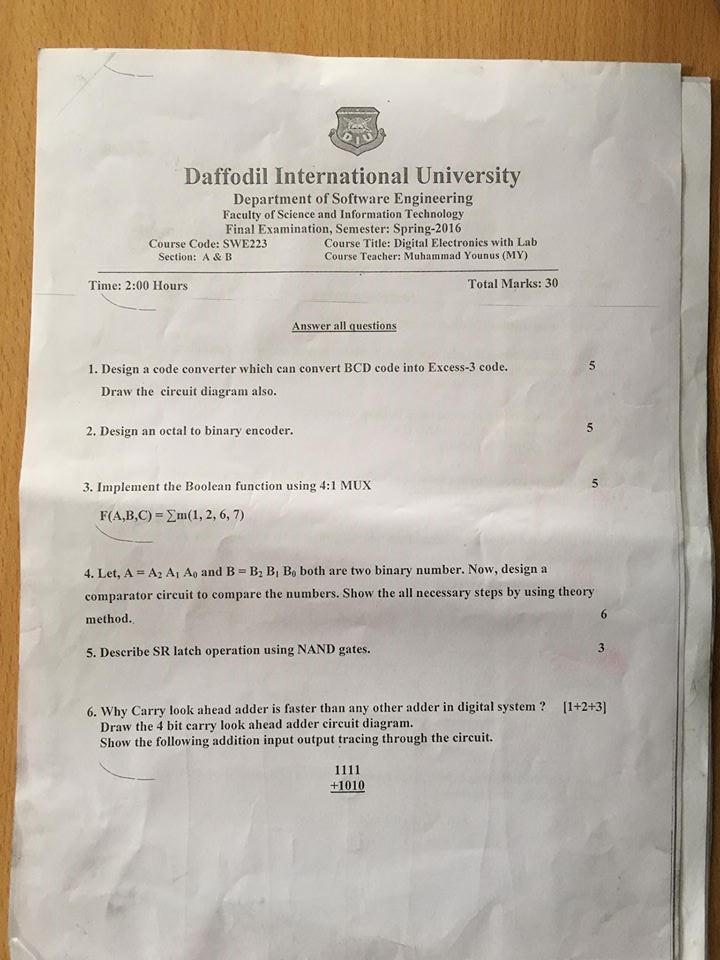 DIU
Daffodil International University
Department of Software Engineering
Faculty of Science and Information Technology
Final Examination, Semester: Spring-2016
Course Code: SWE223 Course Title: Digital Electronics with Lab
Section: A & B Course Teacher: Muhammad Younus (MY)
Time: 2:00 Hours Total Marks: 30
Answer all questions
1. Design a code converter which can convert BCD code into Excess-3 code. 5
Draw the circuit diagram also.
2. Design an octal to binary encoder. 5
3. Implement the Boolean function using 4:1 MUX 5
F(A,B,C) = ∑m(1, 2, 6, 7)
4. Let, A = A₂ A₁ A₀ and B = B₂ B₁ B₀ both are two binary number. Now, design a
comparator circuit to compare the numbers. Show the all necessary steps by using theory
method. 6
5. Describe SR latch operation using NAND gates. 3
6. Why Carry look ahead adder is faster than any other adder in digital system ? [1+2+3]
Draw the 4 bit carry look ahead adder circuit diagram.
Show the following addition input output tracing through the circuit.
1111
+1010